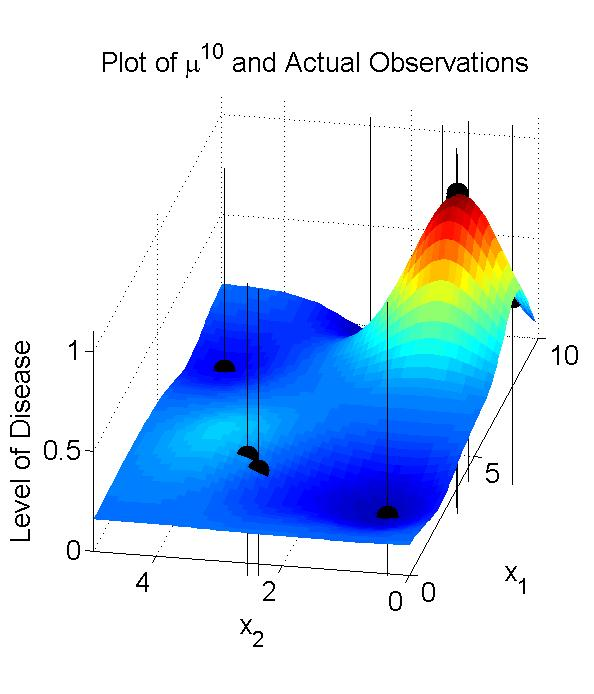 Plot of μ^10 and Actual Observations
Level of Disease
1
0.5
0
4
2
0
x_2
0
5
10
x_1